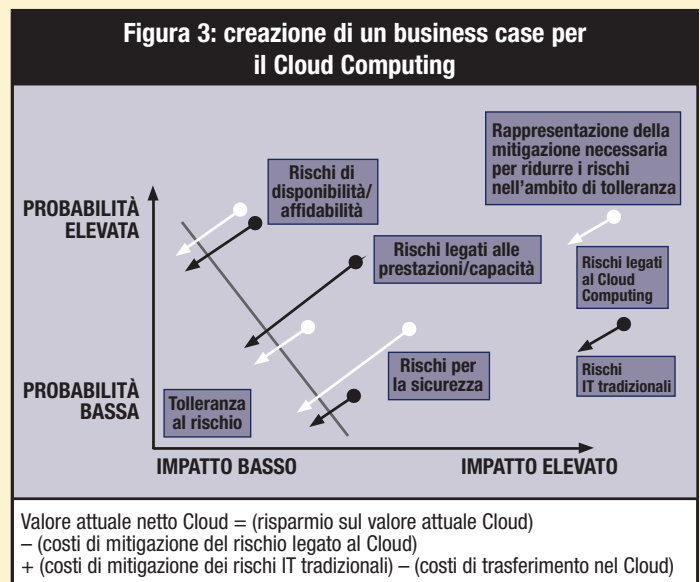 Figura 3: creazione di un business case per
il Cloud Computing
Rappresentazione della
mitigazione necessaria
per ridurre i rischi
nell'ambito di tolleranza
Rischi di
disponibilità/
affidabilità
PROBABILITÀ
ELEVATA
Rischi legati alle
prestazioni/capacità
Rischi legati
al Cloud
Computing
Rischi per
la sicurezza
Rischi
IT tradizionali
PROBABILITÀ
BASSA
Tolleranza
al rischio
IMPATTO BASSO
IMPATTO ELEVATO
Valore attuale netto Cloud = (risparmio sul valore attuale Cloud)
– (costi di mitigazione del rischio legato al Cloud)
+ (costi di mitigazione dei rischi IT tradizionali) – (costi di trasferimento nel Cloud)